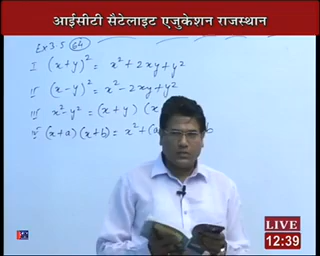 आईसीटी सैटेलाइट एजुकेशन राजस्थान
Ex 3.5 64
I (x+y)² = x² + 2xy + y²
II (x-y)² = x² - 2xy + y²
III x² - y² = (x+y) (x
IV (x+a) (x+b) = x² + (a b
LIVE
12:39